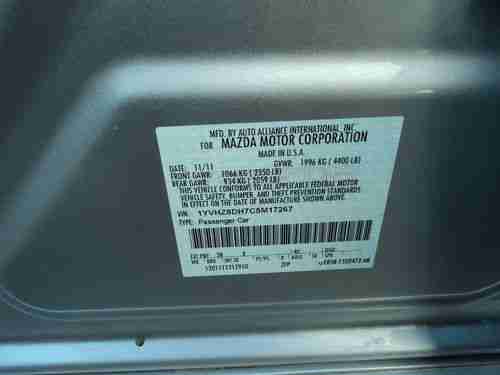 MFD. BY AUTO ALLIANCE INTERNATIONAL, INC
MAZDA MOTOR CORPORATION
MADE IN U.S.A.
DATE: 11/11 GVWR: 1996 KG ( 4400 LB)
FRONT GAWR: 1066 KG ( 2350 LB)
REAR GAWR: 934 KG ( 2059 LB)
THIS VEHICLE CONFORMS TO ALL APPLICABLE FEDERAL MOTOR
VEHICLE SAFETY, BUMPER, AND THEFT PREVENTION
STANDARDS IN EFFECT ON THE DATE OF MANUFACTURE SHOWN ABOVE.
VIN: 1YVHZ8DH7C5M17267
TYPE: Passenger Car
EXT PNT: